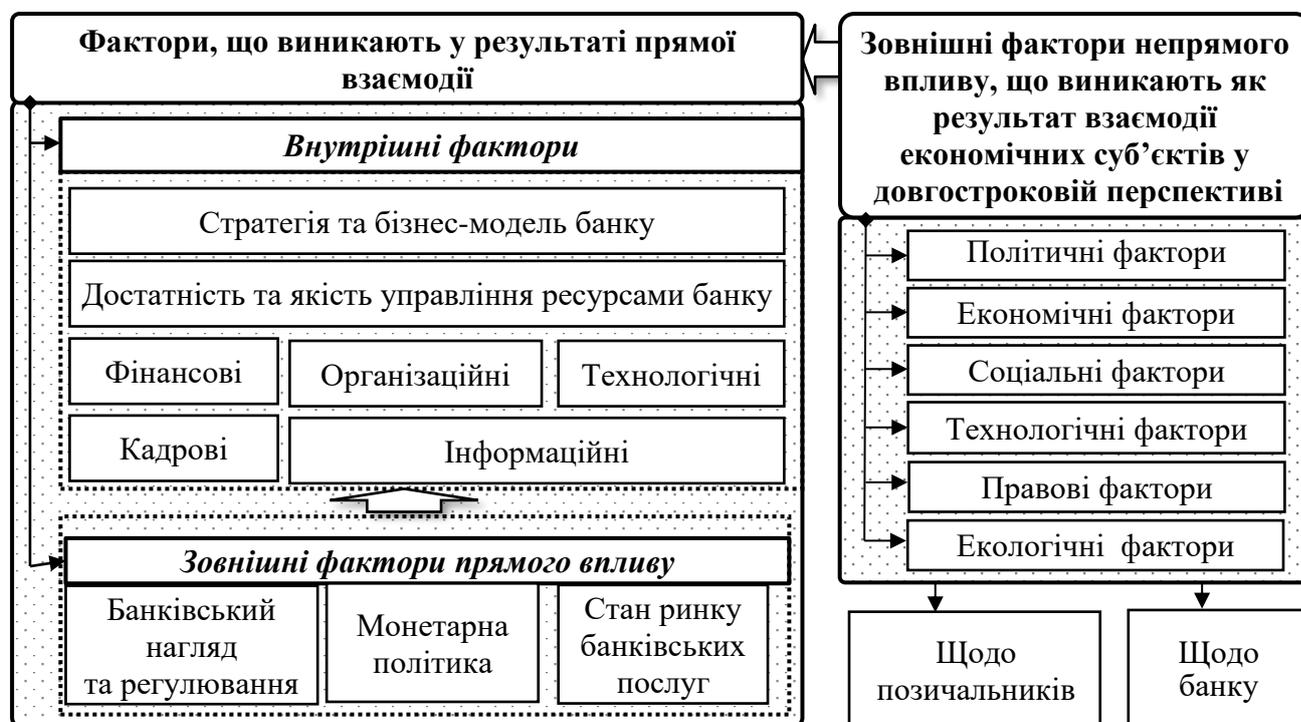 Фактори, що виникають у результаті прямої
взаємодії
Внутрішні фактори
Стратегія та бізнес-модель банку
Достатність та якість управління ресурсами банку
Фінансові
Організаційні
Технологічні
Кадрові
Інформаційні
Зовнішні фактори прямого впливу
Банківський
нагляд
та регулювання
Монетарна
політика
Стан ринку
банківських
послуг
Зовнішні фактори непрямого
впливу, що виникають як
результат взаємодії
економічних суб’єктів у
довгостроковій перспективі
Політичні фактори
Економічні фактори
Соціальні фактори
Технологічні фактори
Правові фактори
Екологічні фактори
Щодо
позичальників
Щодо
банку